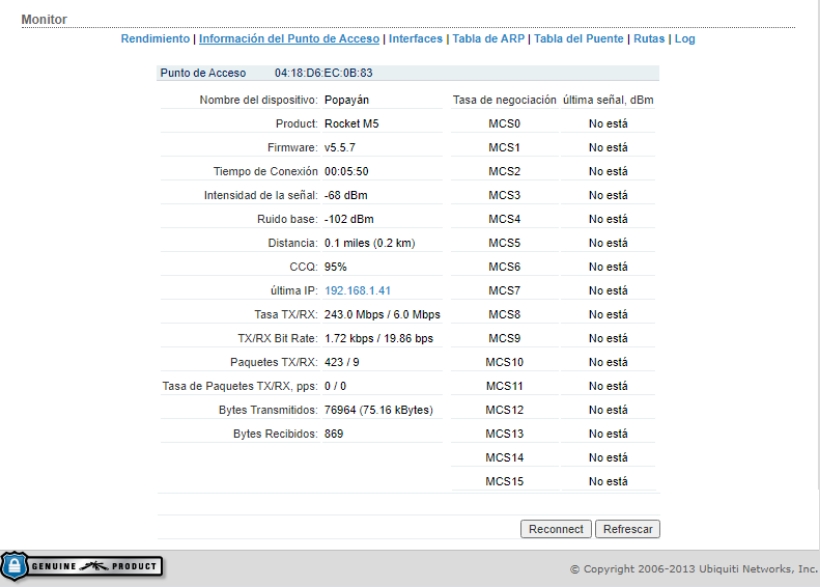 Monitor
Rendimiento | Información del Punto de Acceso | Interfaces | Tabla de ARP | Tabla del Puente | Rutas | Log
Punto de Acceso 04:18:D6:EC:0B:83
Nombre del dispositivo: Popayán Tasa de negociación última señal, dBm
Product: Rocket M5 MCS0 No está
Firmware: v5.5.7 MCS1 No está
Tiempo de Conexión 00:05:50 MCS2 No está
Intensidad de la señal: -68 dBm MCS3 No está
Ruido base: -102 dBm MCS4 No está
Distancia: 0.1 miles (0.2 km) MCS5 No está
CCQ: 95% MCS6 No está
última IP: 192.168.1.41 MCS7 No está
Tasa TX/RX: 243.0 Mbps / 6.0 Mbps MCS8 No está
TX/RX Bit Rate: 1.72 kbps / 19.86 bps MCS9 No está
Paquetes TX/RX: 423 / 9 MCS10 No está
Tasa de Paquetes TX/RX, pps: 0 / 0 MCS11 No está
Bytes Transmitidos: 76964 (75.16 kBytes) MCS12 No está
Bytes Recibidos: 869 MCS13 No está
MCS14 No está
MCS15 No está
Reconnect Refrescar
GENUINE PRODUCT
© Copyright 2006-2013 Ubiquiti Networks, Inc.